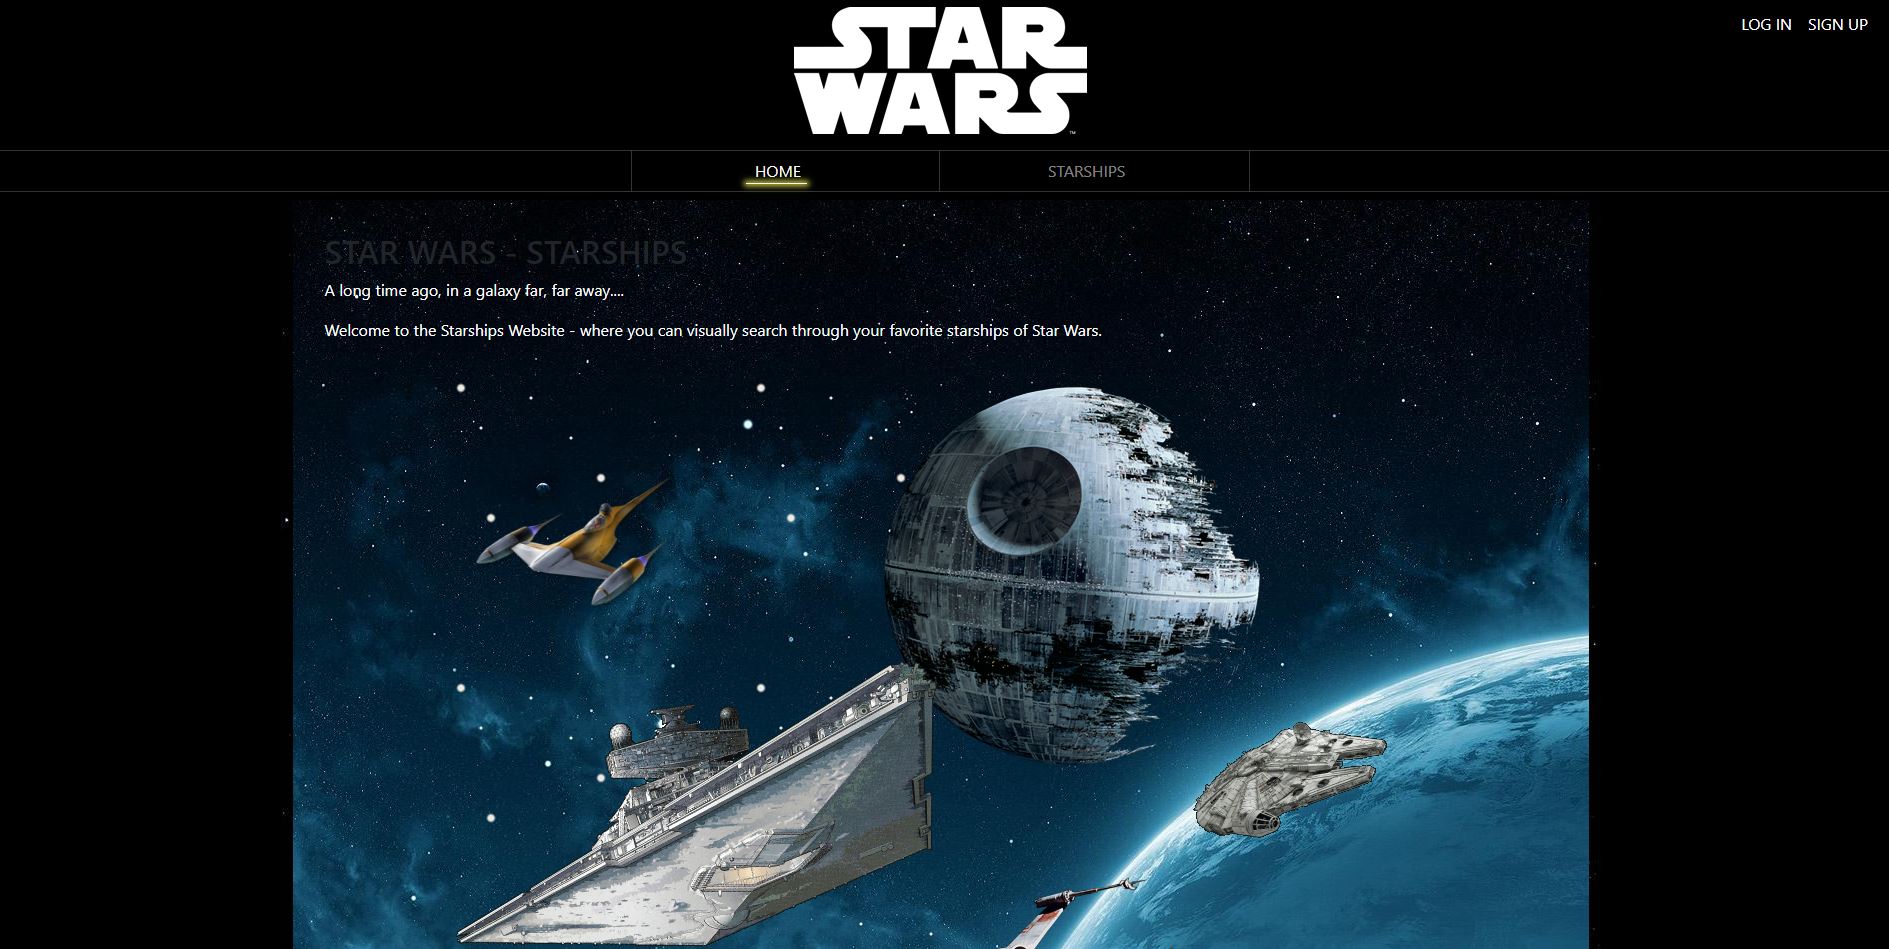 STAR
WARS
TM
LOG IN SIGN UP
HOME STARSHIPS
STAR WARS - STARSHIPS
A long time ago, in a galaxy far, far away....
Welcome to the Starships Website - where you can visually search through your favorite starships of Star Wars.